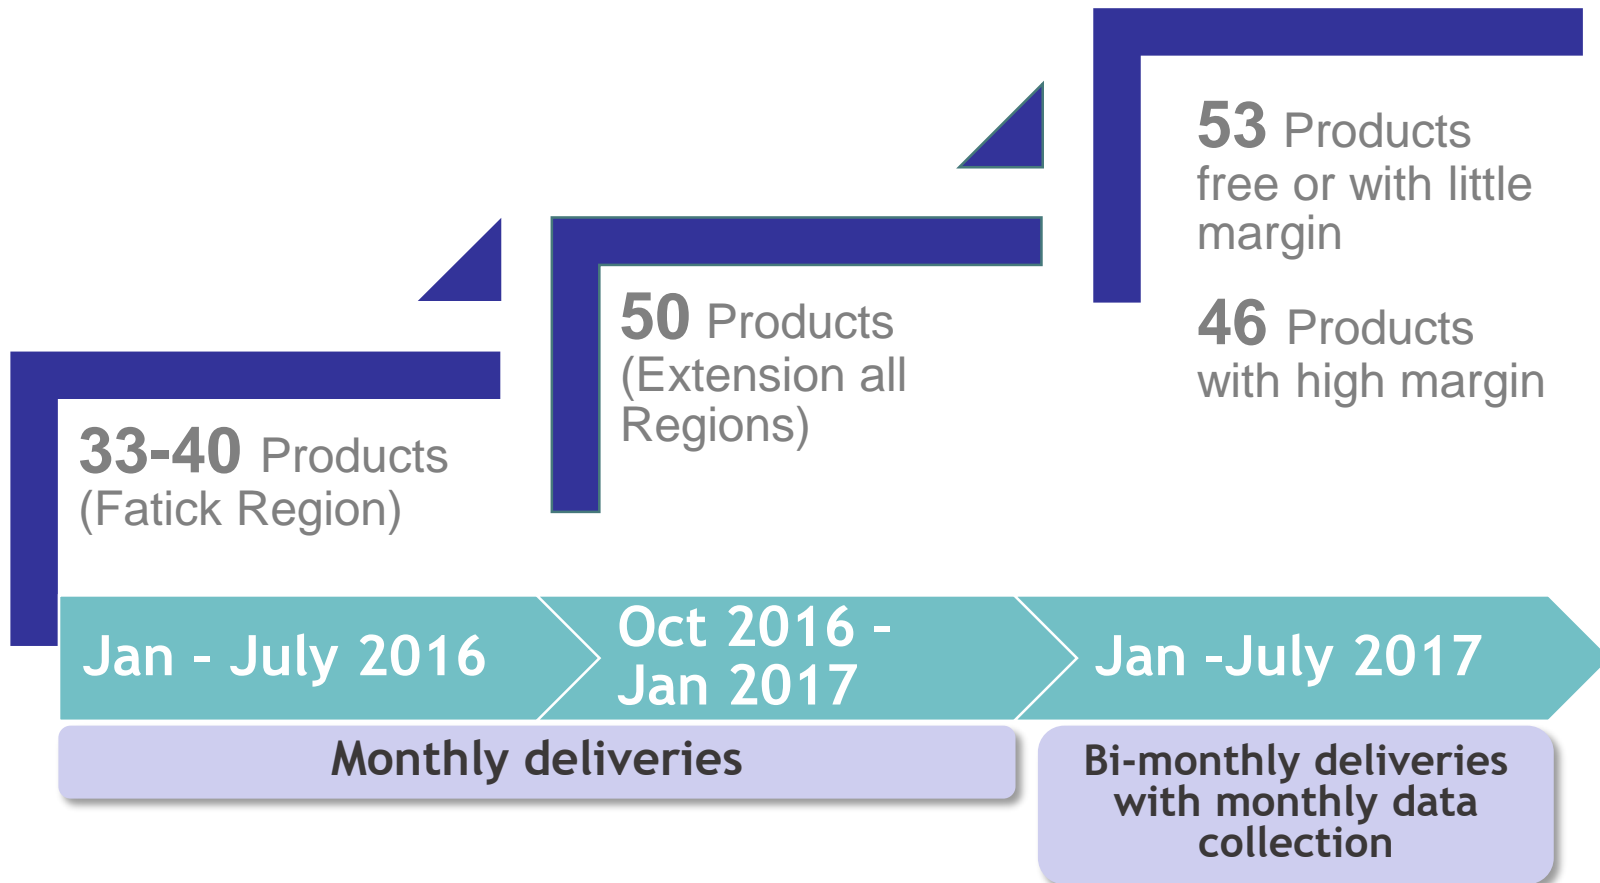 33-40 Products
(Fatick Region)
50 Products
(Extension all
Regions)
53 Products
free or with little
margin
46 Products
with high margin
Jan - July 2016
Oct 2016 -
Jan 2017
Jan -July 2017
Monthly deliveries
Bi-monthly deliveries
with monthly data
collection